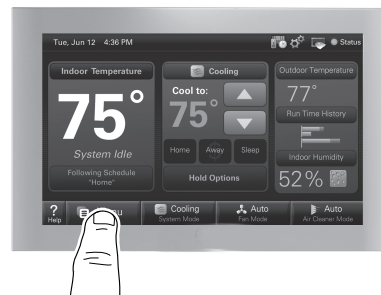 Tue, Jun 12 4:36 PM
Status
Indoor Temperature
75°
System Idle
Following Schedule
"Home"
Cooling
Cool to:
75°
Home Away Sleep
Hold Options
Outdoor Temperature
77°
Run Time History
Indoor Humidity
52%
?
Help
Cooling
System Mode
Auto
Fan Mode
Auto
Air Cleaner Mode